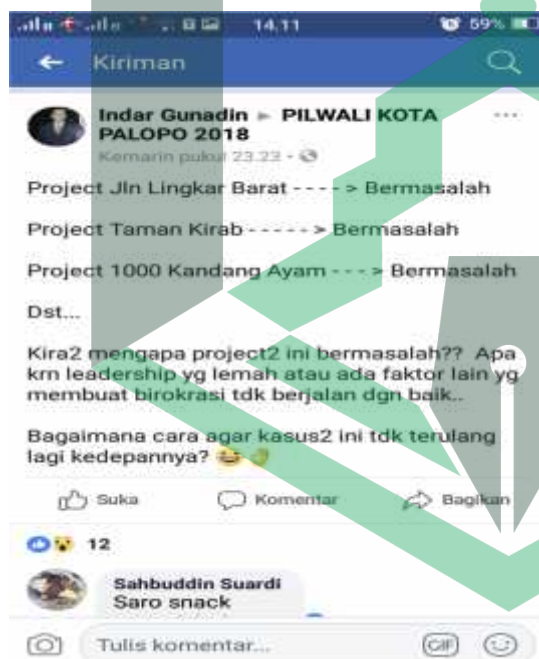 14.11
59%
Kiriman
Indar Gunadin ▸ PILWALI KOTA
PALOPO 2018
Kemarin pukul 23.23
Project Jln Lingkar Barat - - - - > Bermasalah
Project Taman Kirab - - - - - > Bermasalah
Project 1000 Kandang Ayam - - - > Bermasalah
Dst...
Kira2 mengapa project2 ini bermasalah?? Apa
krn leadership yg lemah atau ada faktor lain yg
membuat birokrasi tdk berjalan dgn baik..
Bagaimana cara agar kasus2 ini tdk terulang
lagi kedepannya?
Suka Komentar Bagikan
12
Sahbuddin Suardi
Saro snack
Tulis komentar...
GIF